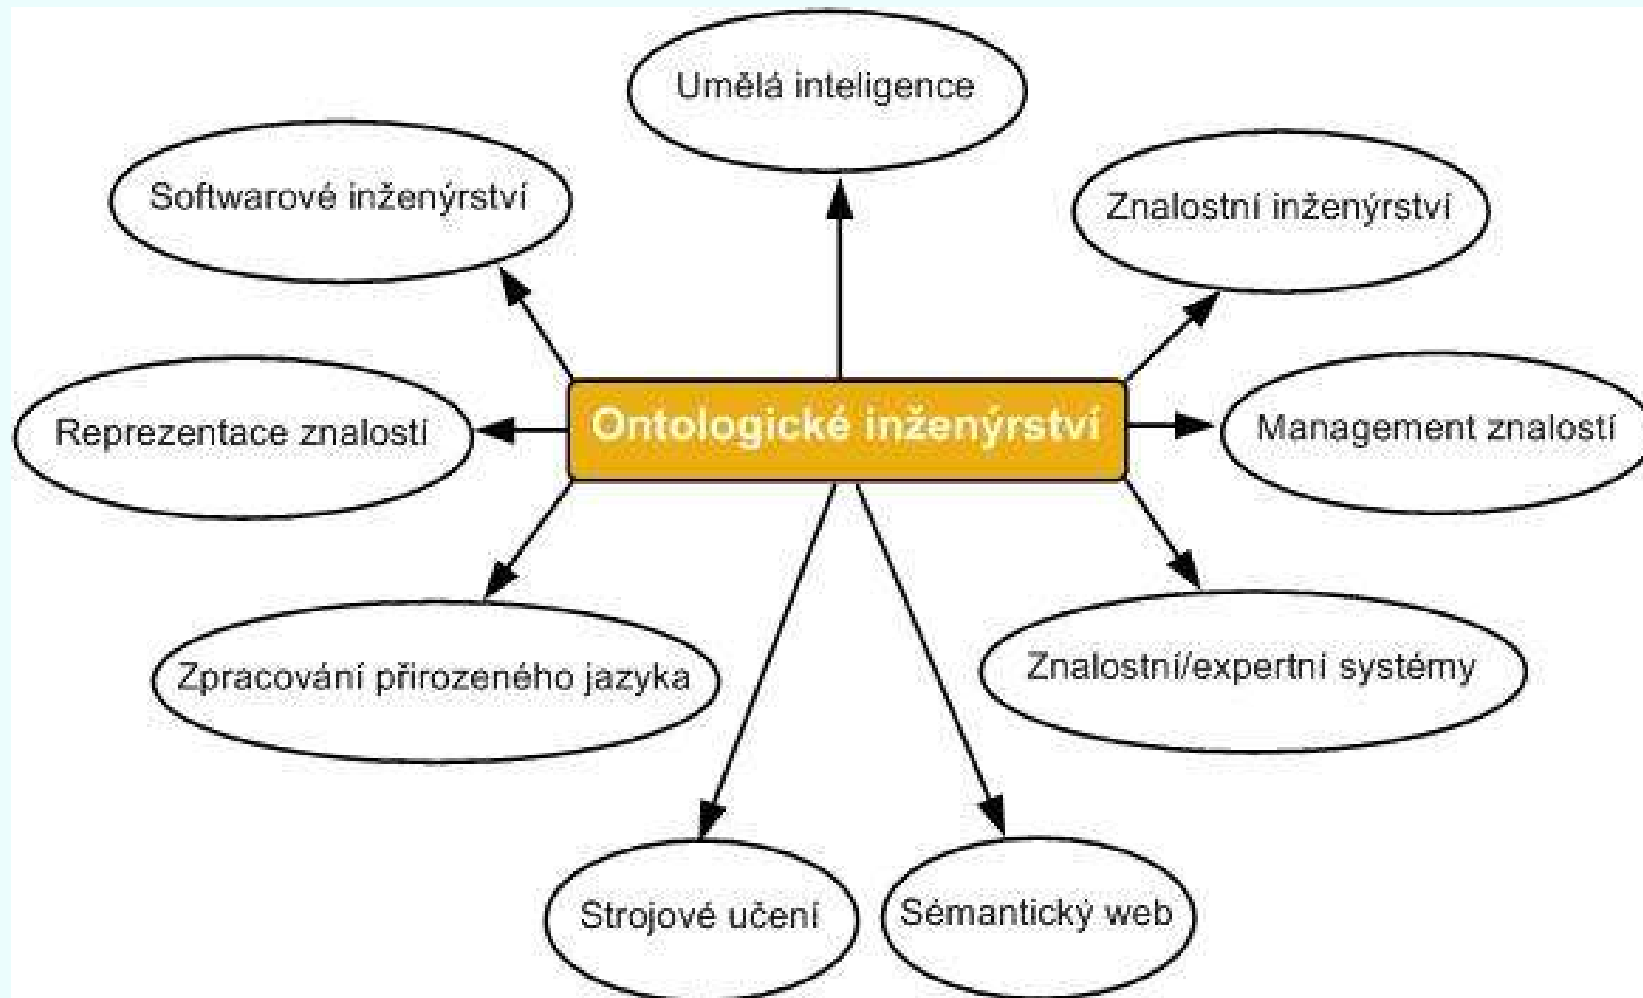 Umělá inteligence
Softwarové inženýrství
Znalostní inženýrství
Ontologické inženýrství
Reprezentace znalostí
Management znalostí
Zpracování přirozeného jazyka
Znalostní/expertní systémy
Strojové učení
Sémantický web